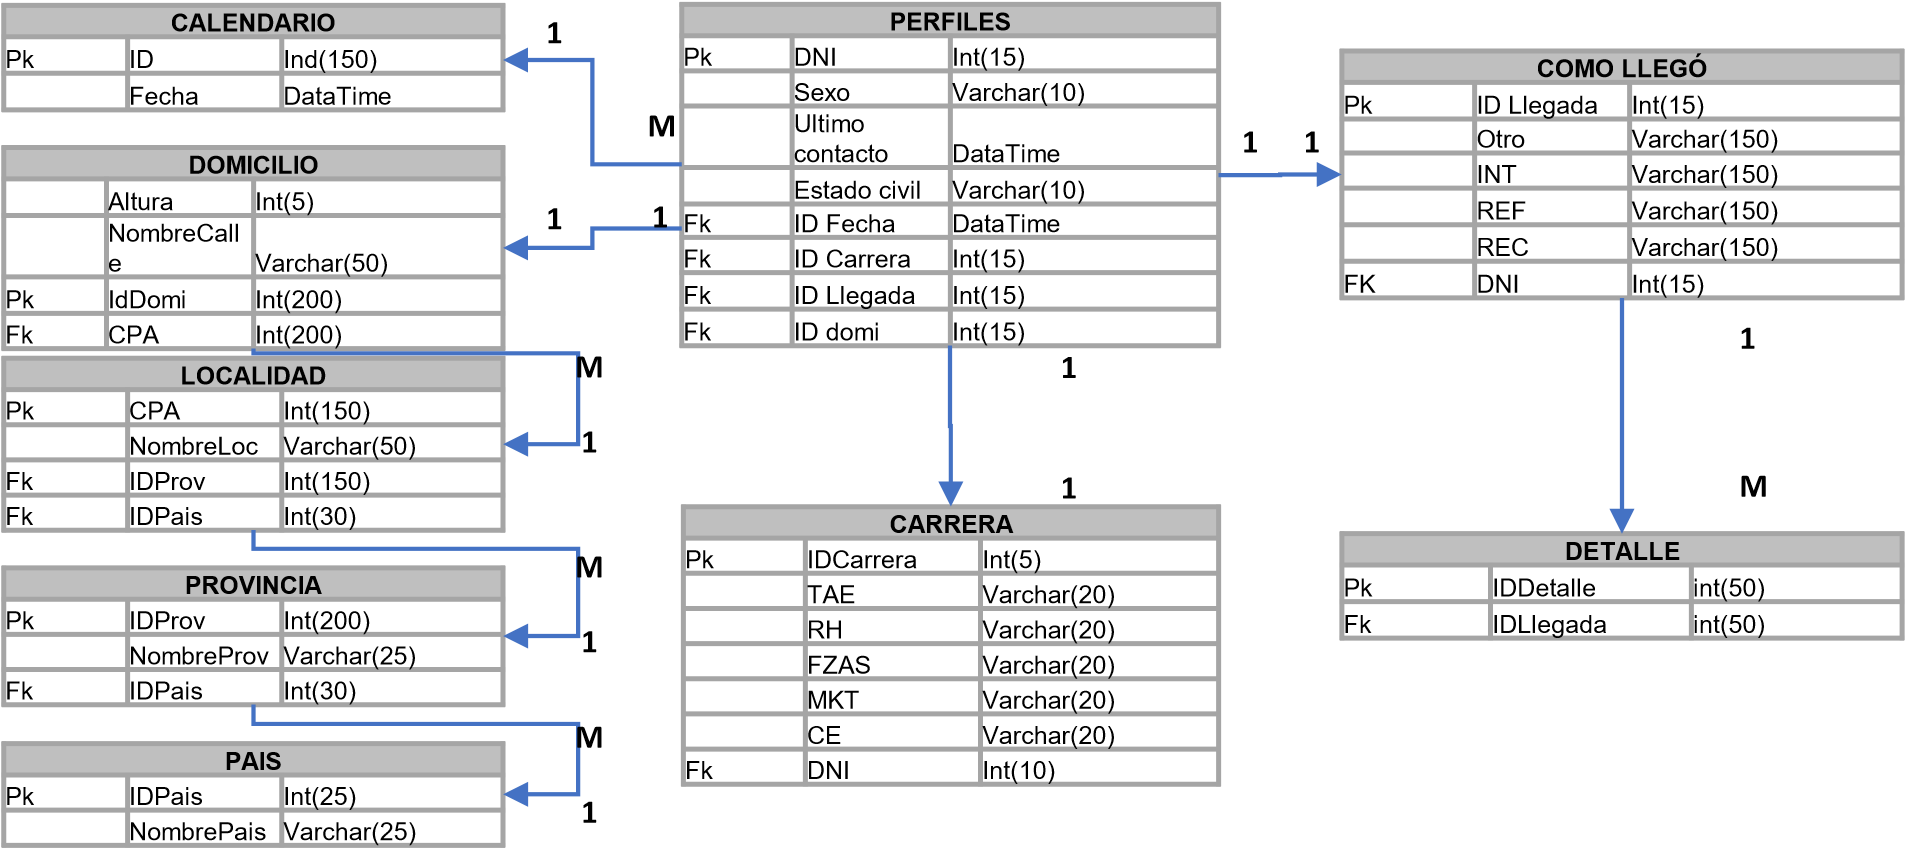 CALENDARIO
Pk ID Ind(150)
Fecha DataTime
1
M
DOMICILIO
Altura Int(5)
NombreCall
e Varchar(50)
Pk IdDomi Int(200)
Fk CPA Int(200)
1
1
M
LOCALIDAD
Pk CPA Int(150)
NombreLoc Varchar(50)
Fk IDProv Int(150)
Fk IDPais Int(30)
1
M
PROVINCIA
Pk IDProv Int(200)
NombreProv Varchar(25)
Fk IDPais Int(30)
1
M
PAIS
Pk IDPais Int(25)
NombrePais Varchar(25)
1
PERFILES
Pk DNI Int(15)
Sexo Varchar(10)
Ultimo
contacto DataTime
Estado civil Varchar(10)
Fk ID Fecha DataTime
Fk ID Carrera Int(15)
Fk ID Llegada Int(15)
Fk ID domi Int(15)
1
1
CARRERA
Pk IDCarrera Int(5)
TAE Varchar(20)
RH Varchar(20)
FZAS Varchar(20)
MKT Varchar(20)
CE Varchar(20)
Fk DNI Int(10)
1 1
COMO LLEGÓ
Pk ID Llegada Int(15)
Otro Varchar(150)
INT Varchar(150)
REF Varchar(150)
REC Varchar(150)
FK DNI Int(15)
1
M
DETALLE
Pk IDDetalle int(50)
Fk IDLlegada int(50)